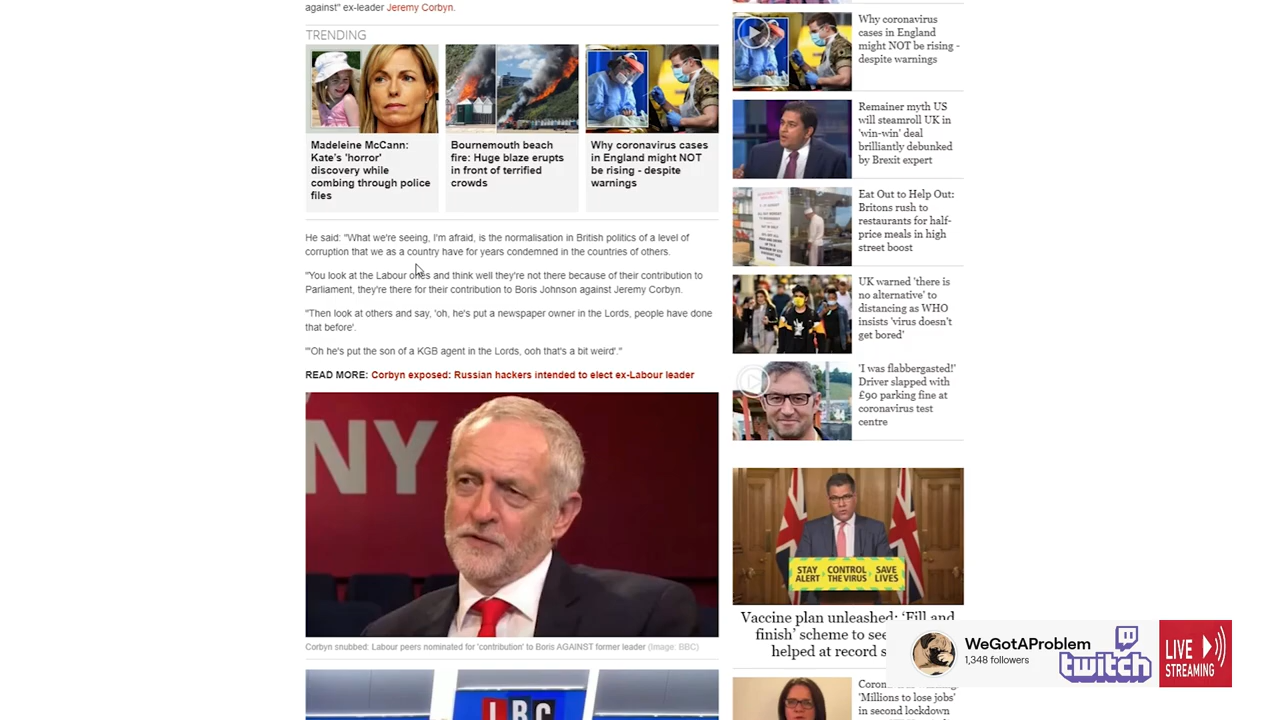 against" ex-leader Jeremy Corbyn.
TRENDING
Madeleine McCann:
Kate's 'horror'
discovery while
combing through police
files
Bournemouth beach
fire: Huge blaze erupts
in front of terrified
crowds
Why coronavirus cases
in England might NOT
be rising - despite
warnings
He said: "What we're seeing, I'm afraid, is the normalisation in British politics of a level of
corruption that we as a country have for years condemned in the countries of others.
"You look at the Labour ones and think well they're not there because of their contribution to
Parliament, they're there for their contribution to Boris Johnson against Jeremy Corbyn.
"Then look at others and say, 'oh, he's put a newspaper owner in the Lords, people have done
that before'.
"'Oh he's put the son of a KGB agent in the Lords, ooh that's a bit weird'."
READ MORE: Corbyn exposed: Russian hackers intended to elect ex-Labour leader
NY
Corbyn snubbed: Labour peers nominated for 'contribution' to Boris AGAINST former leader (Image: BBC)
LBC
Why coronavirus
cases in England
might NOT be rising -
despite warnings
Remainer myth US
will steamroll UK in
'win-win' deal
brilliantly debunked
by Brexit expert
Eat Out to Help Out:
Britons rush to
restaurants for half-
price meals in high
street boost
UK warned 'there is
no alternative' to
distancing as WHO
insists 'virus doesn't
get bored'
'I was flabbergasted!'
Driver slapped with
£90 parking fine at
coronavirus test
centre
STAY ALERT CONTROL THE VIRUS SAVE LIVES
Vaccine plan unleashed: 'Fill and
finish' scheme to see
helped at record
'Millions to lose jobs'
in second lockdown
WeGotAProblem
1,348 followers
twitch
LIVE
STREAMING